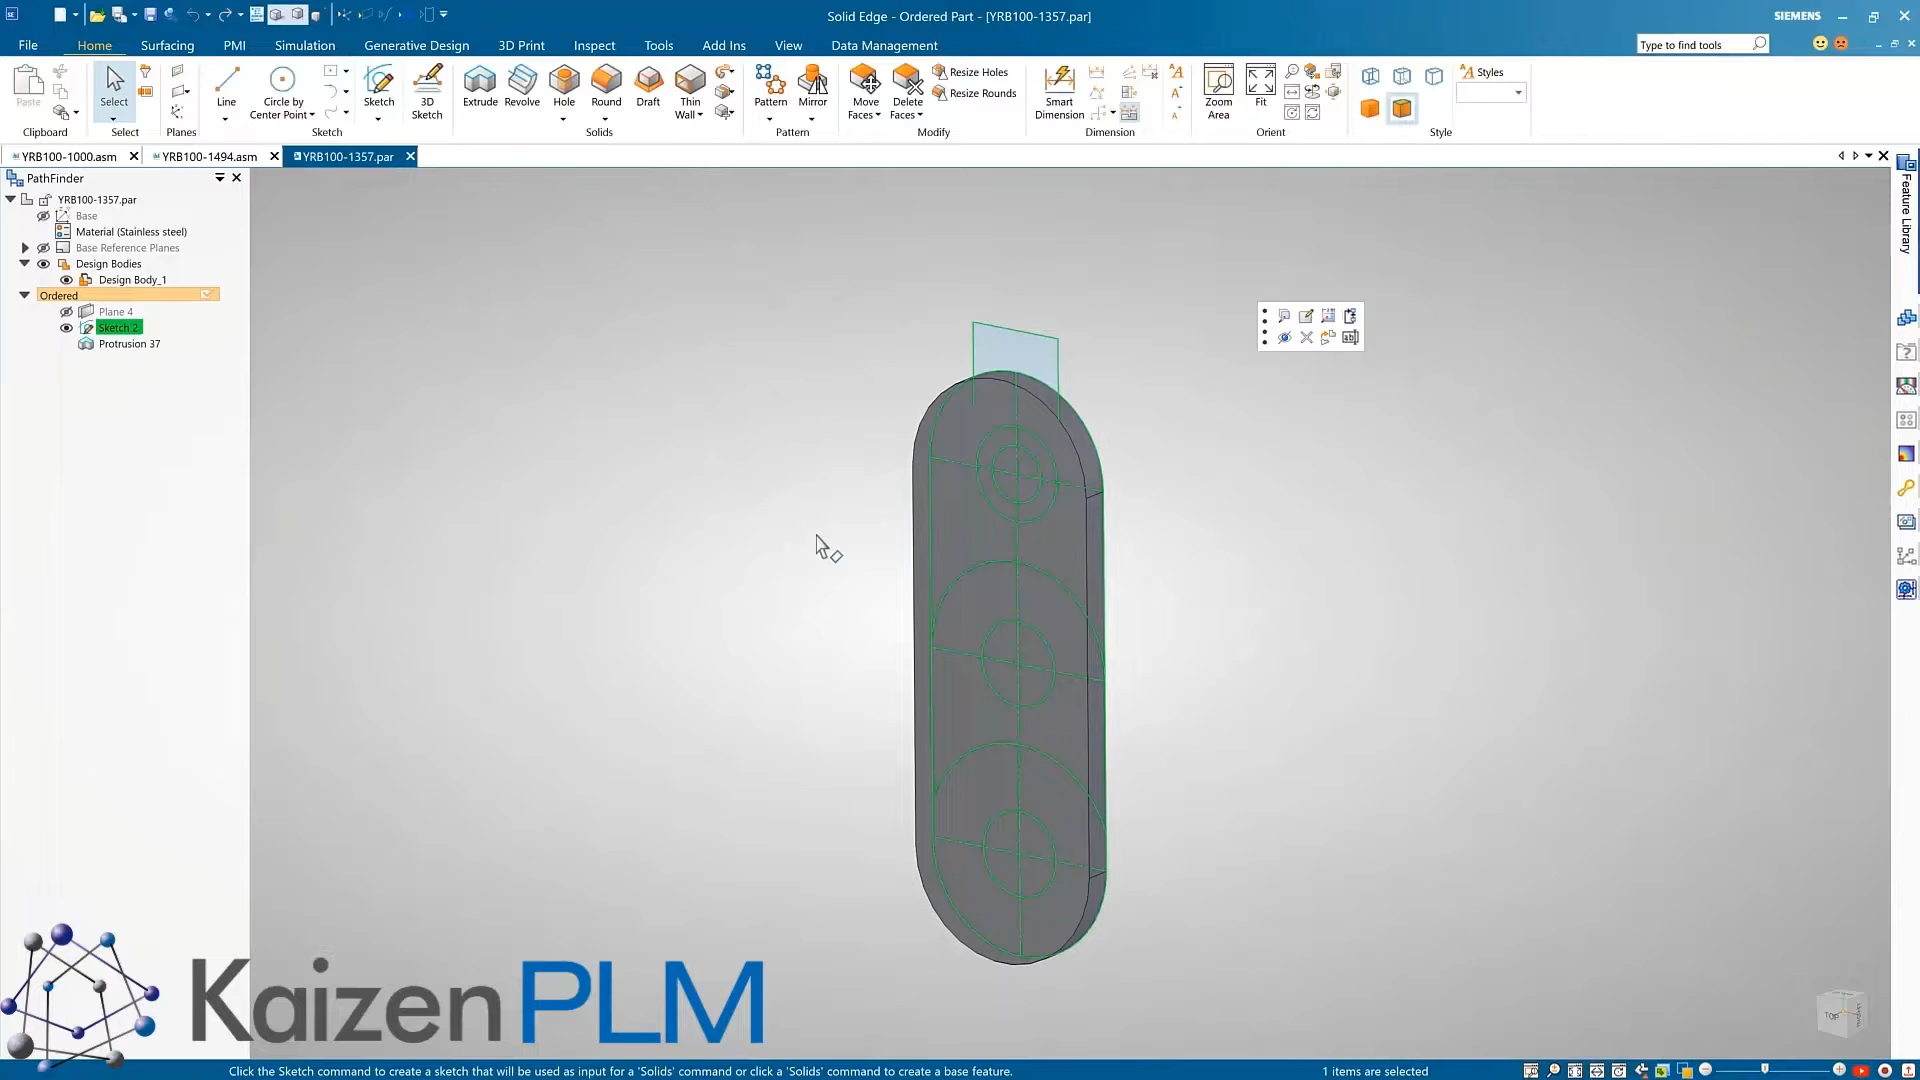 Solid Edge - Ordered Part - [YRB100-1357.par]
SIEMENS
File Home Surfacing PMI Simulation Generative Design 3D Print Inspect Tools Add Ins View Data Management
Type to find tools
Paste
Clipboard
Select
Select
Planes
Line
Circle by
Center Point
Sketch
3D
Sketch
Sketch
Extrude
Revolve
Hole
Round
Draft
Thin
Wall
Solids
Pattern
Mirror
Pattern
Move
Faces
Delete
Faces
Resize Holes
Resize Rounds
Modify
Smart
Dimension
Dimension
Zoom
Area
Fit
Orient
Styles
Style
YRB100-1000.asm
YRB100-1494.asm
YRB100-1357.par
PathFinder
YRB100-1357.par
Base
Material (Stainless steel)
Base Reference Planes
Design Bodies
Design Body_1
Ordered
Plane 4
Sketch 2
Protrusion 37
Feature Library
TOP
Kaizen PLM
Click the Sketch command to create a sketch that will be used as input for a 'Solids' command or click a 'Solids' command to create a base feature.
1 items are selected